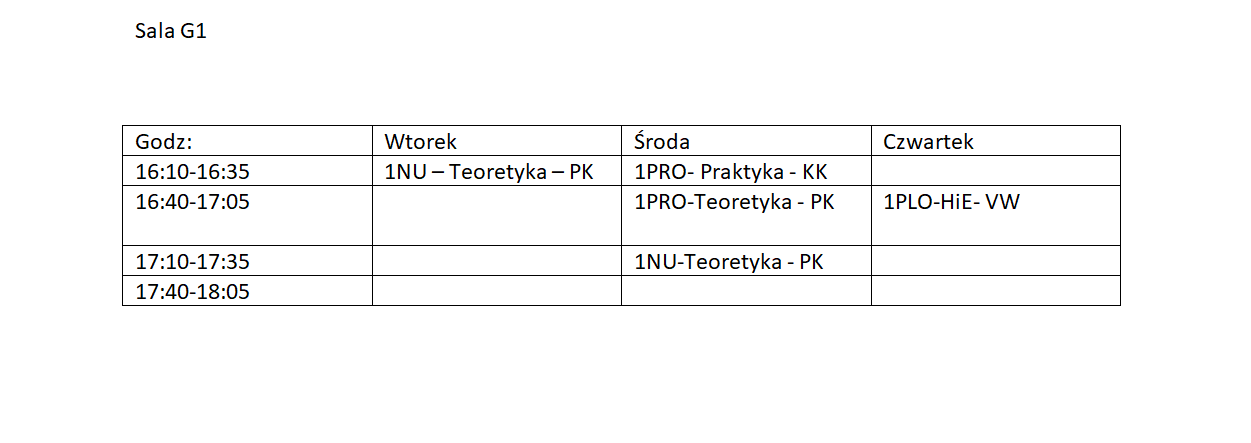 Sala G1
Godz: Wtorek Środa Czwartek
16:10-16:35 1NU – Teoretyka – PK 1PRO- Praktyka - KK
16:40-17:05 1PRO-Teoretyka - PK 1PLO-HiE- VW
17:10-17:35 1NU-Teoretyka - PK
17:40-18:05